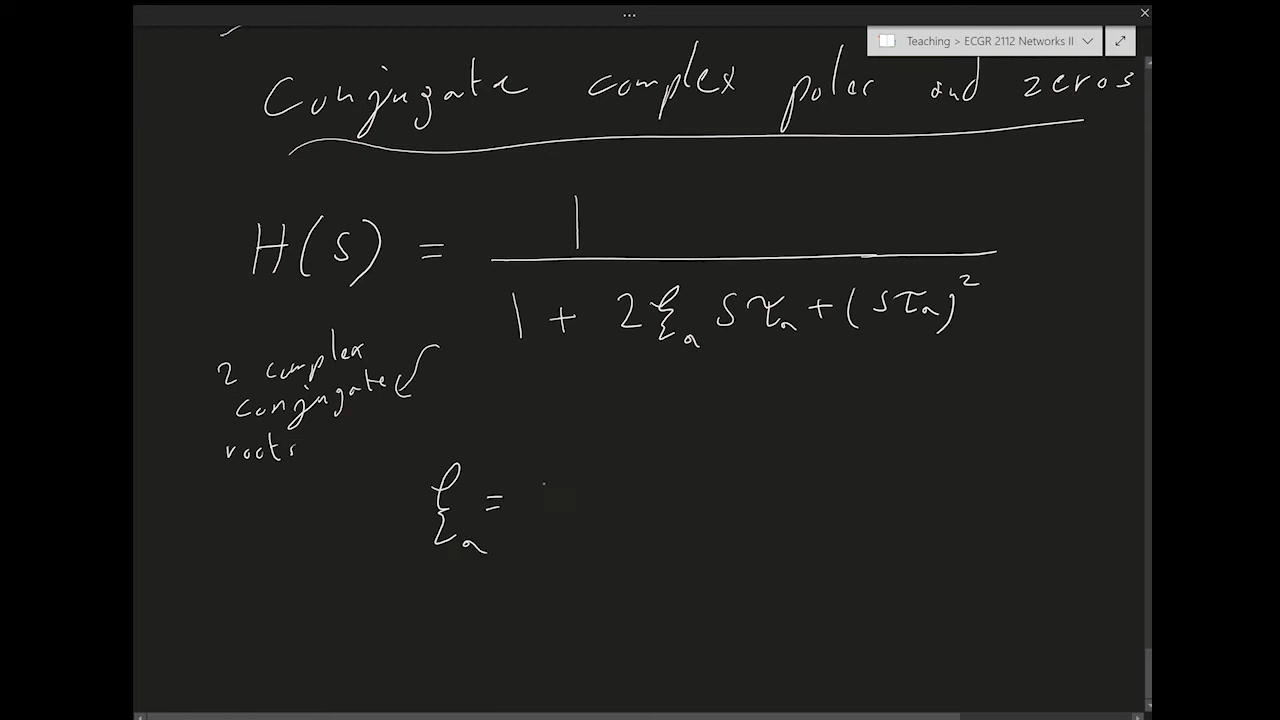 Teaching > ECGR 2112 Networks II
Conjugate complex poles and zeros
H(s) = 1 / (1 + 2ξₐ sτₐ + (sτₐ)²)
2 complex
conjugate
roots
ξₐ =